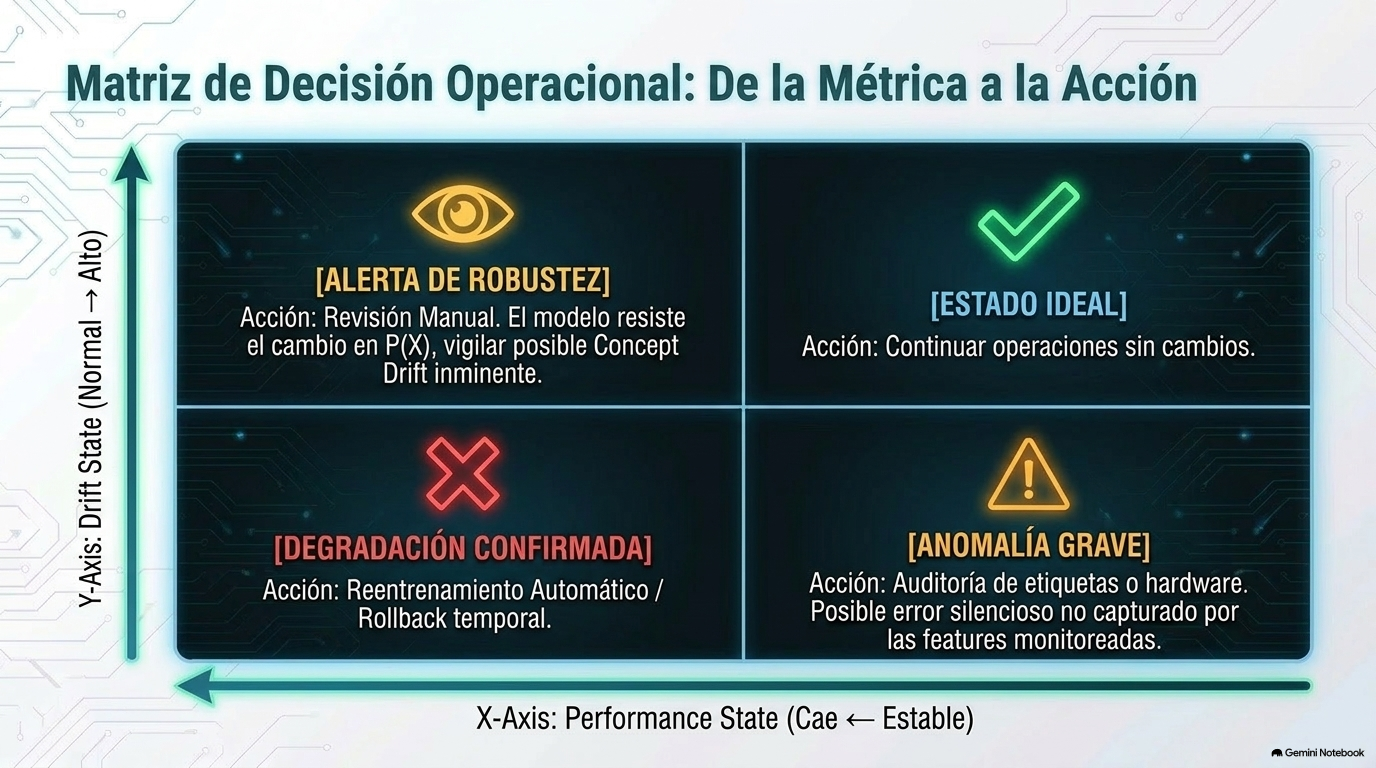 Matriz de Decisión Operacional: De la Métrica a la Acción
Y-Axis: Drift State (Normal → Alto)
[ALERTA DE ROBUSTEZ]
Acción: Revisión Manual. El modelo resiste
el cambio en P(X), vigilar posible Concept
Drift inminente.
[ESTADO IDEAL]
Acción: Continuar operaciones sin cambios.
[DEGRADACIÓN CONFIRMADA]
Acción: Reentrenamiento Automático /
Rollback temporal.
[ANOMALÍA GRAVE]
Acción: Auditoría de etiquetas o hardware.
Posible error silencioso no capturado por
las features monitoreadas.
X-Axis: Performance State (Cae ← Estable)
Gemini Notebook